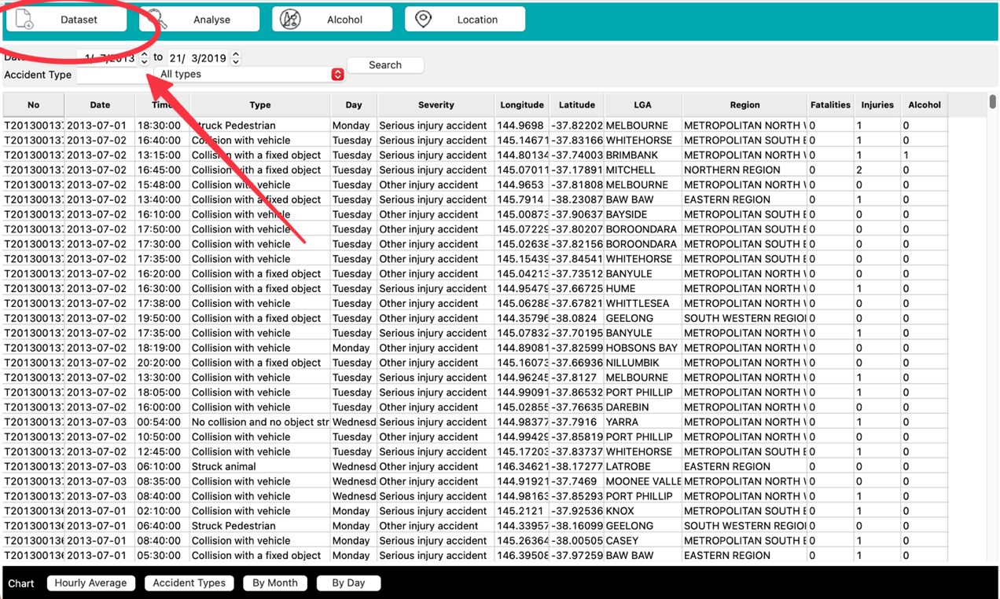 Dataset Analyse Alcohol Location
1/ 7/2013 to 21/ 3/2019
Search
Accident Type All types
No Date Time Type Day Severity Longitude Latitude LGA Region Fatalities Injuries Alcohol
T20130013 2013-07-01 18:30:00 Struck Pedestrian Monday Serious injury accident 144.9698 -37.82202 MELBOURNE METROPOLITAN NORTH 0 1 0
T20130013 2013-07-02 16:40:00 Collision with vehicle Tuesday Serious injury accident 145.14671 -37.83166 WHITEHORSE METROPOLITAN SOUTH 0 1 0
T20130013 2013-07-02 13:15:00 Collision with a fixed object Tuesday Serious injury accident 144.80134 -37.74003 BRIMBANK METROPOLITAN NORTH 0 1 1
T20130013 2013-07-02 16:45:00 Collision with a fixed object Tuesday Serious injury accident 145.07011 -37.17891 MITCHELL NORTHERN REGION 0 2 0
T20130013 2013-07-02 15:48:00 Collision with vehicle Tuesday Other injury accident 144.9653 -37.81808 MELBOURNE METROPOLITAN NORTH 0 0 0
T20130013 2013-07-02 13:40:00 Collision with a fixed object Tuesday Serious injury accident 145.7914 -38.23087 BAW BAW EASTERN REGION 0 1 0
T20130013 2013-07-02 16:10:00 Collision with vehicle Tuesday Other injury accident 145.00873 -37.90637 BAYSIDE METROPOLITAN SOUTH 0 0 0
T20130013 2013-07-02 17:50:00 Collision with vehicle Tuesday Other injury accident 145.07229 -37.80207 BOROONDARA METROPOLITAN SOUTH 0 0 0
T20130013 2013-07-02 17:30:00 Collision with vehicle Tuesday Other injury accident 145.02638 -37.82156 BOROONDARA METROPOLITAN SOUTH 0 0 0
T20130013 2013-07-02 17:35:00 Collision with vehicle Tuesday Other injury accident 145.15439 -37.84541 WHITEHORSE METROPOLITAN SOUTH 0 0 0
T20130013 2013-07-02 16:20:00 Collision with a fixed object Tuesday Other injury accident 145.04213 -37.73512 BANYULE METROPOLITAN NORTH 0 0 0
T20130013 2013-07-02 16:30:00 Collision with a fixed object Tuesday Serious injury accident 144.95479 -37.66725 HUME METROPOLITAN NORTH 0 1 0
T20130013 2013-07-02 17:38:00 Collision with vehicle Tuesday Other injury accident 145.06288 -37.67821 WHITTLESEA METROPOLITAN NORTH 0 0 0
T20130013 2013-07-02 19:50:00 Collision with a fixed object Tuesday Other injury accident 144.35796 -38.0824 GEELONG SOUTH WESTERN REGIO 0 0 0
T20130013 2013-07-02 17:35:00 Collision with vehicle Tuesday Serious injury accident 145.07832 -37.70195 BANYULE METROPOLITAN NORTH 0 1 0
T20130013 2013-07-02 18:19:00 Collision with vehicle Monday Other injury accident 144.89081 -37.82599 HOBSONS BAY METROPOLITAN NORTH 0 0 0
T20130013 2013-07-02 20:20:00 Collision with a fixed object Tuesday Other injury accident 145.16073 -37.66936 NILLUMBIK METROPOLITAN NORTH 0 0 0
T20130013 2013-07-02 13:30:00 Collision with vehicle Tuesday Serious injury accident 144.96245 -37.8127 MELBOURNE METROPOLITAN NORTH 0 1 0
T20130013 2013-07-02 18:05:00 Collision with vehicle Tuesday Serious injury accident 144.99091 -37.86532 PORT PHILLIP METROPOLITAN SOUTH 0 1 0
T20130013 2013-07-02 16:00:00 Collision with vehicle Tuesday Other injury accident 145.02855 -37.76635 DAREBIN METROPOLITAN NORTH 0 0 0
T20130013 2013-07-03 00:54:00 No collision and no object str Wednesd Serious injury accident 144.98377 -37.7916 YARRA METROPOLITAN NORTH 0 1 0
T20130013 2013-07-02 10:50:00 Collision with vehicle Tuesday Other injury accident 144.99429 -37.85819 PORT PHILLIP METROPOLITAN SOUTH 0 0 0
T20130013 2013-07-02 12:45:00 Collision with vehicle Tuesday Serious injury accident 145.17203 -37.83737 WHITEHORSE METROPOLITAN SOUTH 0 1 0
T20130013 2013-07-03 06:10:00 Struck animal Wednesd Other injury accident 146.34621 -38.17277 LATROBE EASTERN REGION 0 0 0
T20130013 2013-07-03 08:35:00 Collision with vehicle Wednesd Other injury accident 144.91921 -37.7469 MOONEE VALLE METROPOLITAN NORTH 0 0 0
T20130013 2013-07-03 08:40:00 Collision with vehicle Wednesd Serious injury accident 144.98163 -37.85293 PORT PHILLIP METROPOLITAN SOUTH 0 1 0
T20130013 2013-07-01 02:10:00 Collision with vehicle Monday Serious injury accident 145.2121 -37.92536 KNOX METROPOLITAN SOUTH 0 1 0
T20130013 2013-07-01 06:40:00 Struck Pedestrian Monday Other injury accident 144.33957 -38.16099 GEELONG SOUTH WESTERN REGIO 0 0 0
T20130013 2013-07-01 08:40:00 Collision with vehicle Monday Serious injury accident 145.26364 -38.00505 CASEY METROPOLITAN SOUTH 0 1 0
T20130013 2013-07-01 05:30:00 Collision with a fixed object Monday Serious injury accident 146.39508 -37.97259 BAW BAW EASTERN REGION 0 1 0
Chart Hourly Average Accident Types By Month By Day